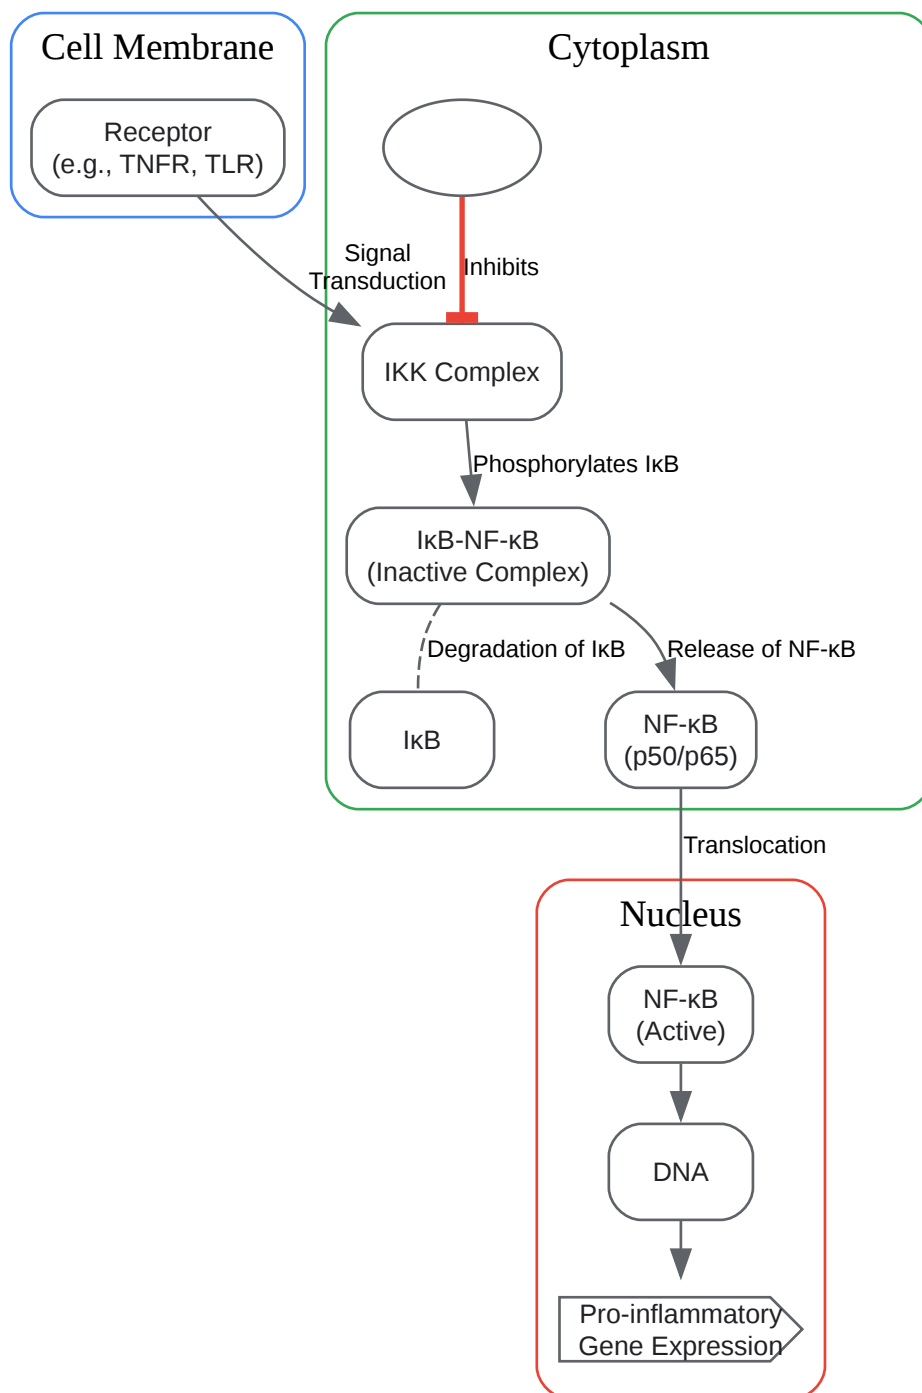 Cell Membrane
Receptor
(e.g., TNFR, TLR)
Cytoplasm
Signal
Transduction
Inhibits
IKK Complex
Phosphorylates IκB
IκB-NF-κB
(Inactive Complex)
Degradation of IκB
Release of NF-κB
IκB
NF-κB
(p50/p65)
Translocation
Nucleus
NF-κB
(Active)
DNA
Pro-inflammatory
Gene Expression